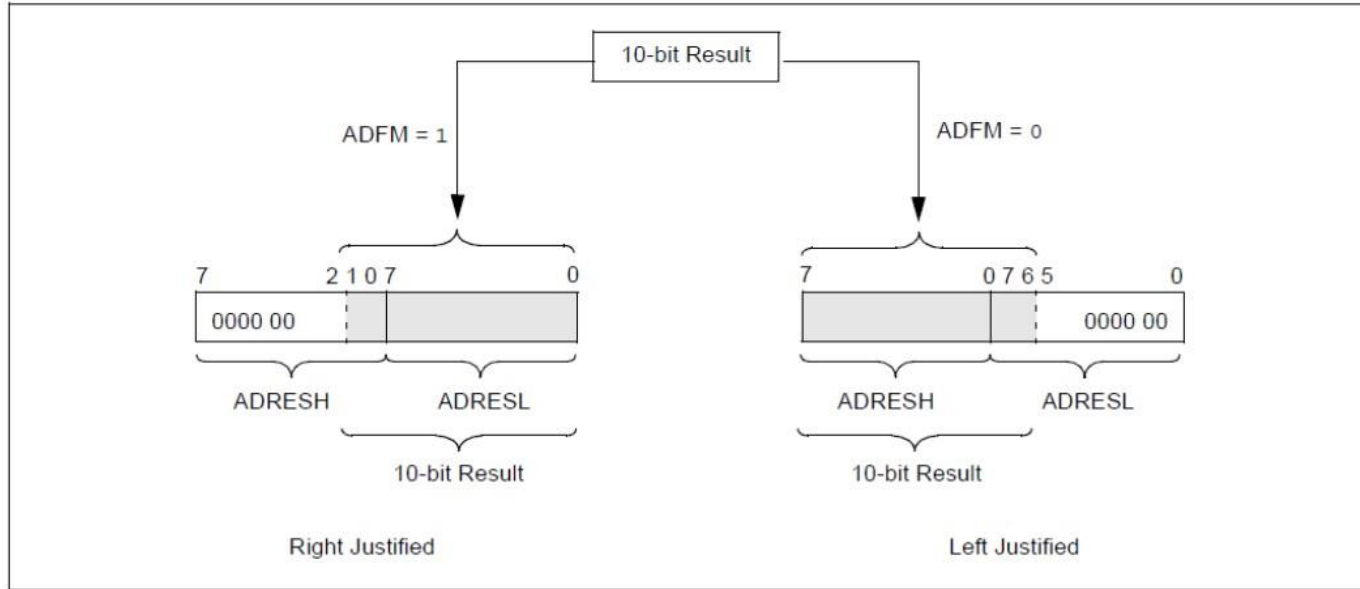 10-bit Result
ADFM = 1
ADFM = 0
7 2 1 0 7 0
7 0 7 6 5 0
0000 00
0000 00
ADRESH ADRESL
ADRESH ADRESL
10-bit Result
10-bit Result
Right Justified
Left Justified